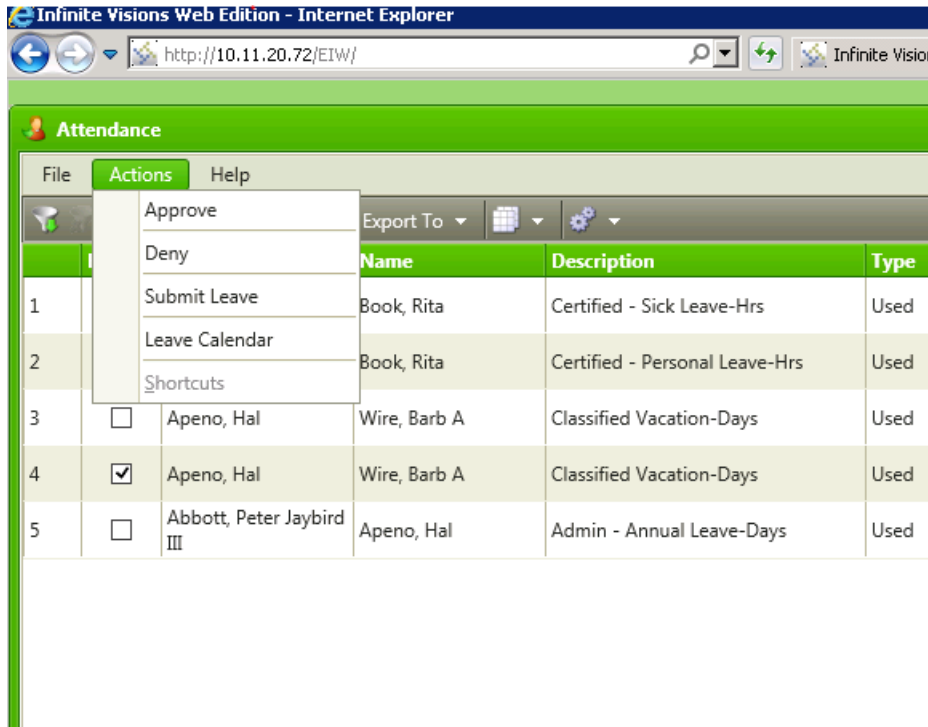 Infinite Visions Web Edition - Internet Explorer
http://10.11.20.72/EIW/
Infinite Visio
Attendance
File Actions Help
Approve
Deny
Submit Leave
Leave Calendar
Shortcuts
Export To
Name Description Type
1 Book, Rita Certified - Sick Leave-Hrs Used
2 Book, Rita Certified - Personal Leave-Hrs Used
3 Apeno, Hal Wire, Barb A Classified Vacation-Days Used
4 Apeno, Hal Wire, Barb A Classified Vacation-Days Used
5 Abbott, Peter Jaybird III Apeno, Hal Admin - Annual Leave-Days Used